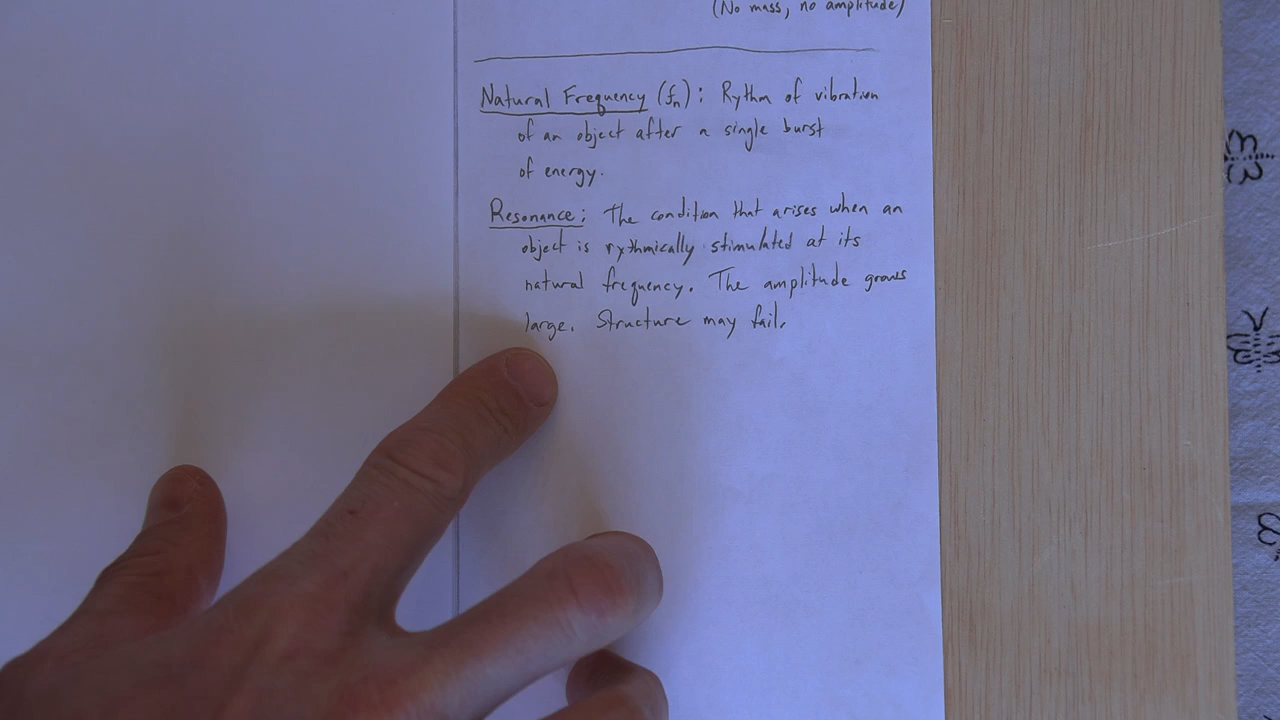 (No mass, no amplitude)
Natural Frequency (fn): Rythm of vibration
of an object after a single burst
of energy.
Resonance: The condition that arises when an
object is rythmically stimulated at its
natural frequency. The amplitude grows
large. Structure may fail.